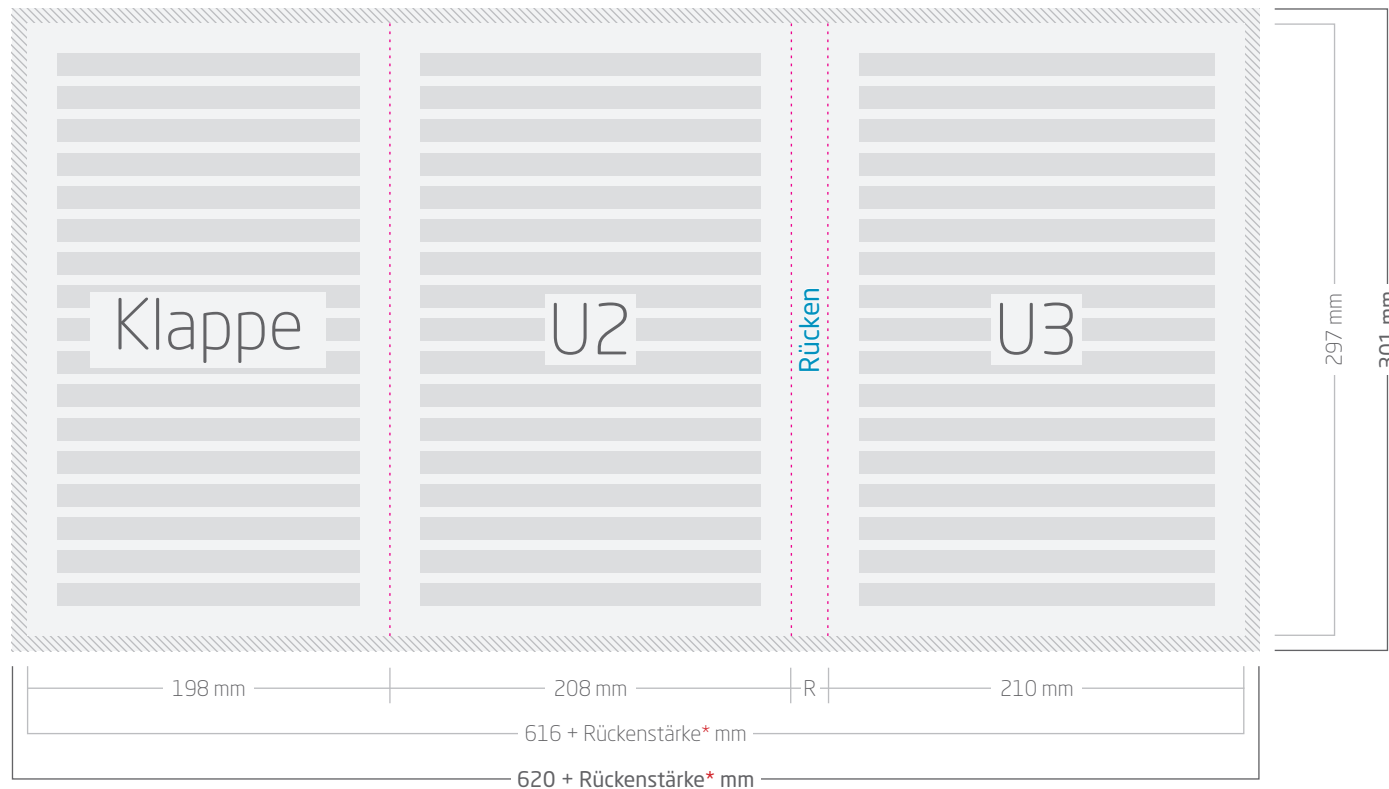 Klappe
U2
Rücken
U3
297 mm
301 mm
198 mm
208 mm
R
210 mm
616 + Rückenstärke* mm
620 + Rückenstärke* mm